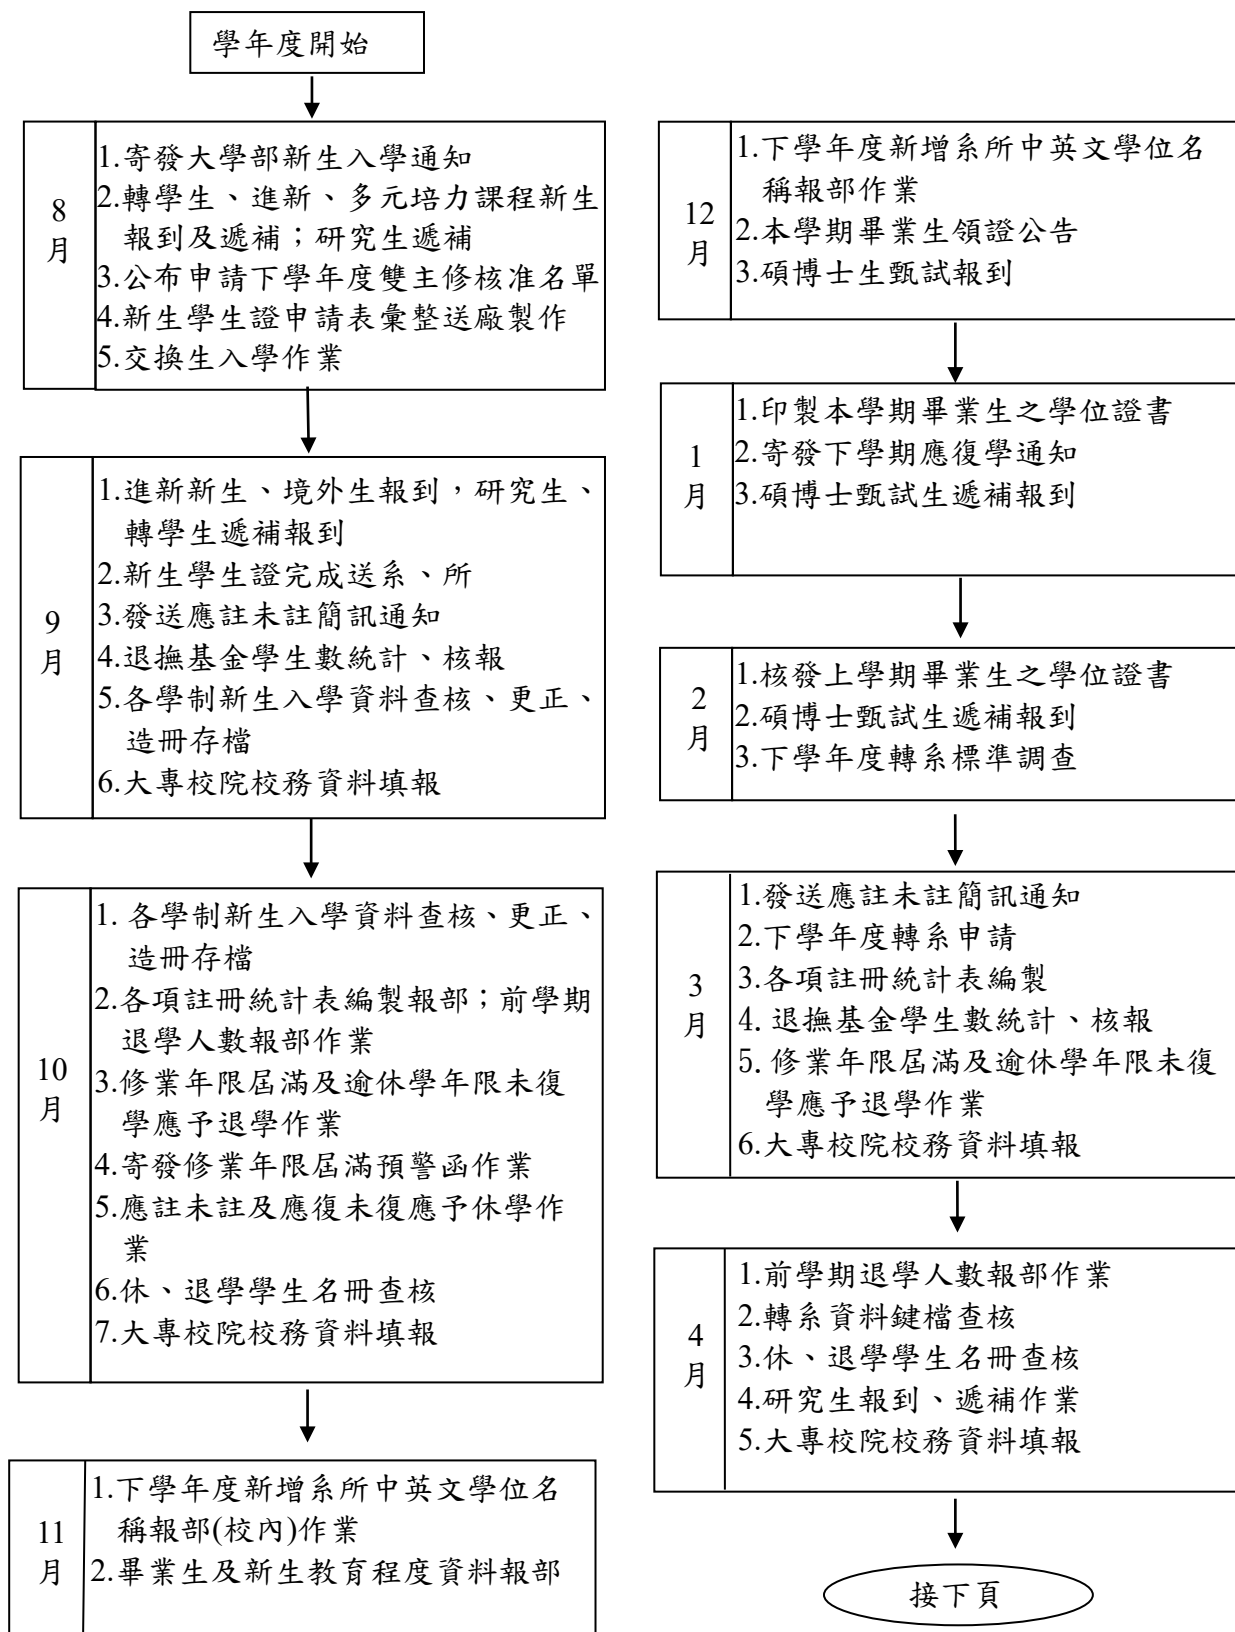 學年度開始
8
月
1.寄發大學部新生入學通知
2.轉學生、進新、多元培力課程新生
報到及遞補；研究生遞補
3.公布申請下學年度雙主修核准名單
4.新生學生證申請表彙整送廠製作
5.交換生入學作業
9
月
1.進新新生、境外生報到，研究生、
轉學生遞補報到
2.新生學生證完成送系、所
3.發送應註未註簡訊通知
4.退撫基金學生數統計、核報
5.各學制新生入學資料查核、更正、
造冊存檔
6.大專校院校務資料填報
10
月
1. 各學制新生入學資料查核、更正、
造冊存檔
2.各項註冊統計表編製報部；前學期
退學人數報部作業
3.修業年限屆滿及逾休學年限未復
學應予退學作業
4.寄發修業年限屆滿預警函作業
5.應註未註及應復未復應予休學作
業
6.休、退學學生名冊查核
7.大專校院校務資料填報
11
月
1.下學年度新增系所中英文學位名
稱報部(校內)作業
2.畢業生及新生教育程度資料報部
12
月
1.下學年度新增系所中英文學位名
稱報部作業
2.本學期畢業生領證公告
3.碩博士生甄試報到
1
月
1.印製本學期畢業生之學位證書
2.寄發下學期應復學通知
3.碩博士甄試生遞補報到
2
月
1.核發上學期畢業生之學位證書
2.碩博士甄試生遞補報到
3.下學年度轉系標準調查
3
月
1.發送應註未註簡訊通知
2.下學年度轉系申請
3.各項註冊統計表編製
4. 退撫基金學生數統計、核報
5. 修業年限屆滿及逾休學年限未復
學應予退學作業
6.大專校院校務資料填報
4
月
1.前學期退學人數報部作業
2.轉系資料鍵檔查核
3.休、退學學生名冊查核
4.研究生報到、遞補作業
5.大專校院校務資料填報
接下頁